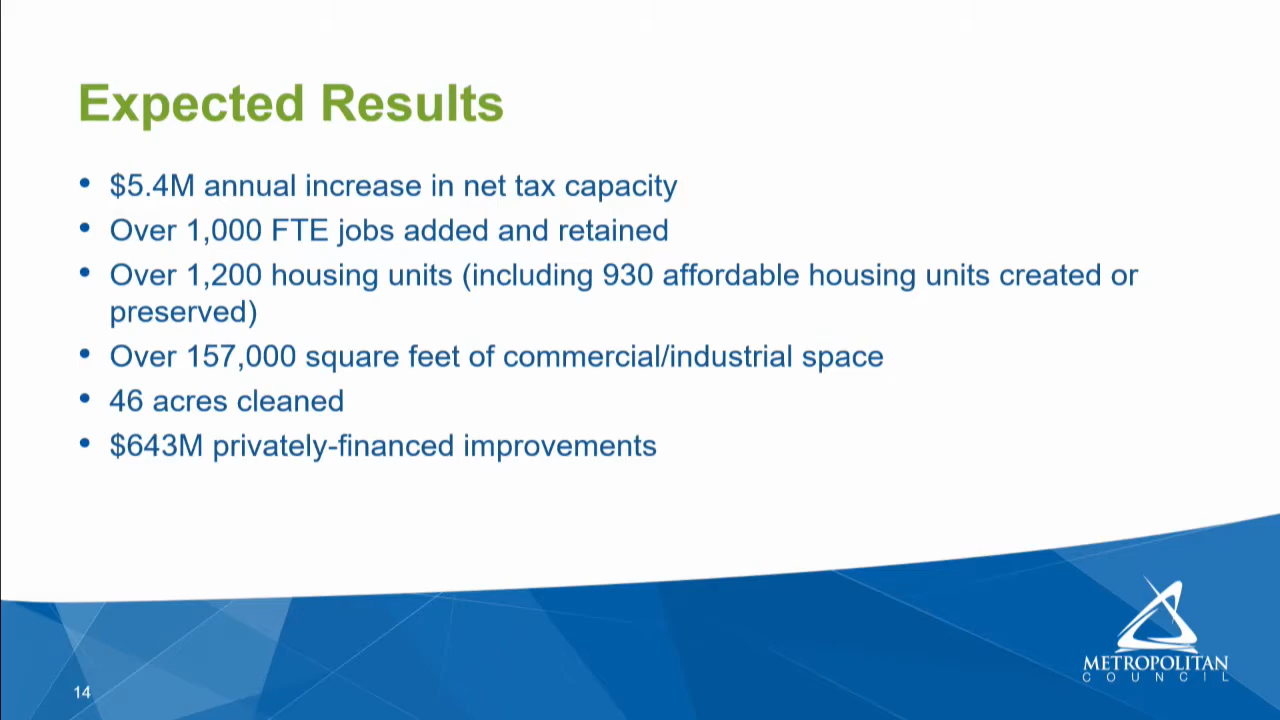 Expected Results
• $5.4M annual increase in net tax capacity
• Over 1,000 FTE jobs added and retained
• Over 1,200 housing units (including 930 affordable housing units created or
preserved)
• Over 157,000 square feet of commercial/industrial space
• 46 acres cleaned
• $643M privately-financed improvements
METROPOLITAN
COUNCIL
14